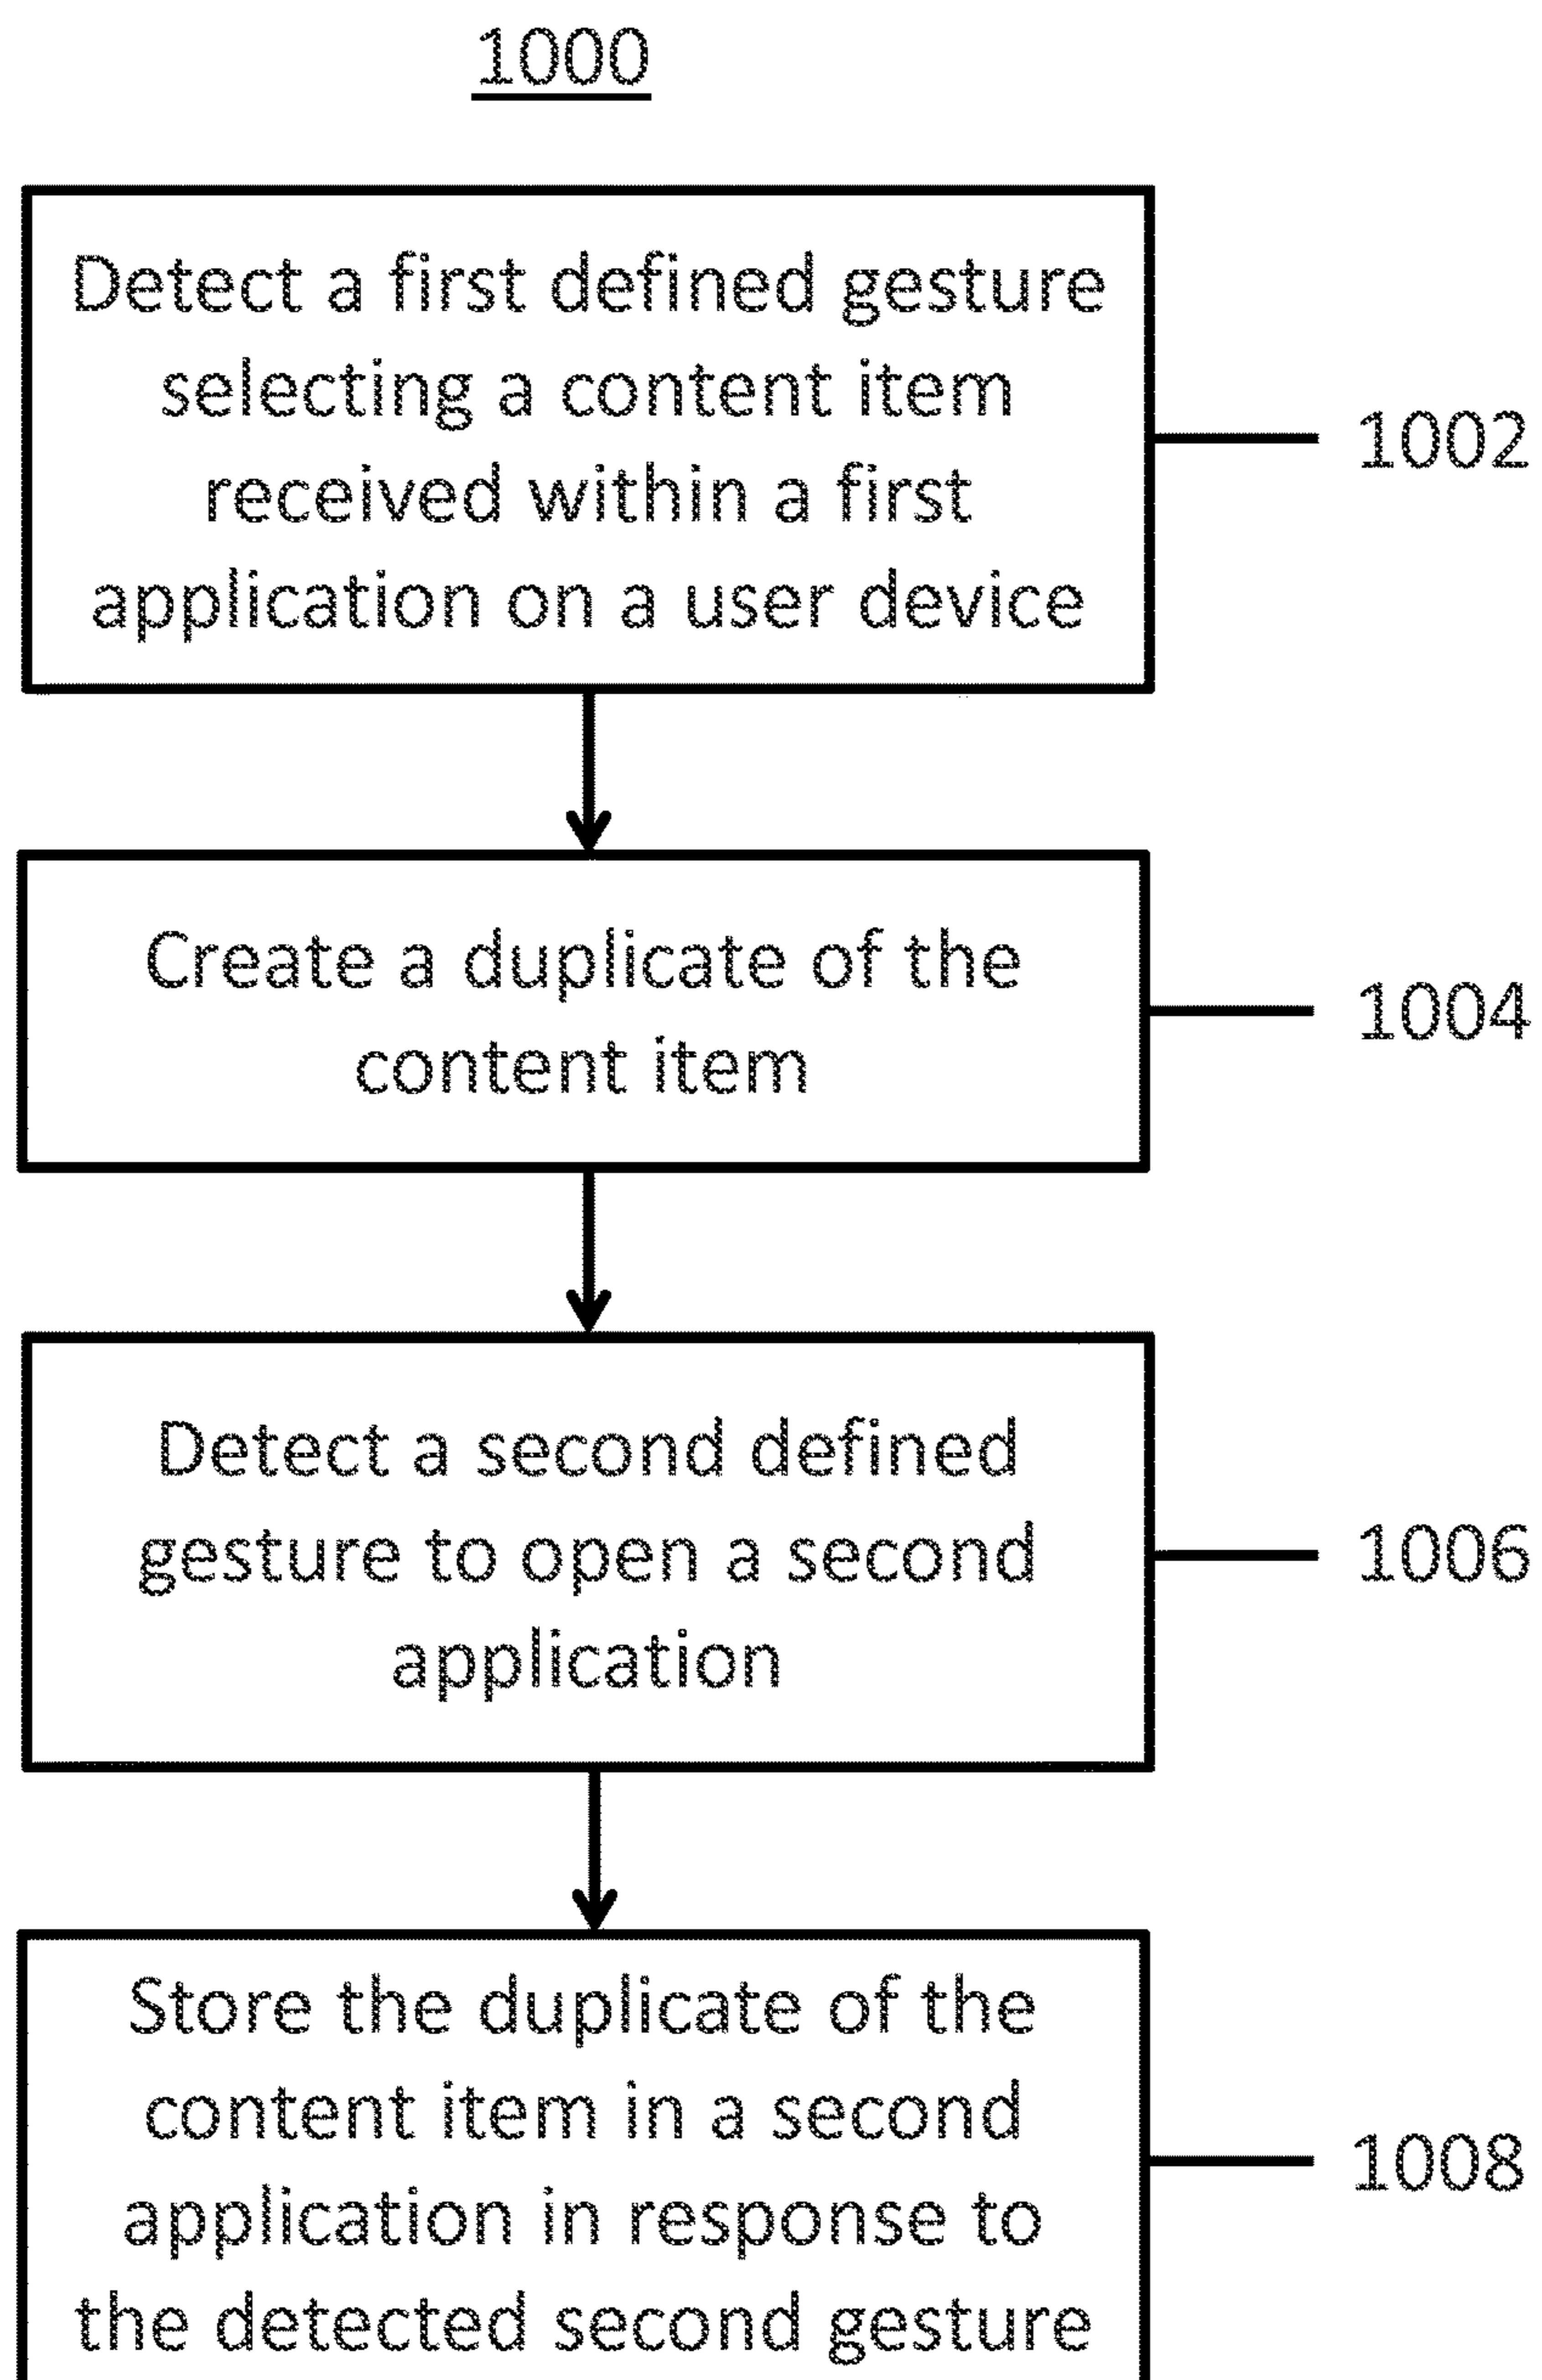 1000
Detect a first defined gesture
selecting a content item
received within a first
application on a user device
1002
Create a duplicate of the
content item
1004
Detect a second defined
gesture to open a second
application
1006
Store the duplicate of the
content item in a second
application in response to
the detected second gesture
1008